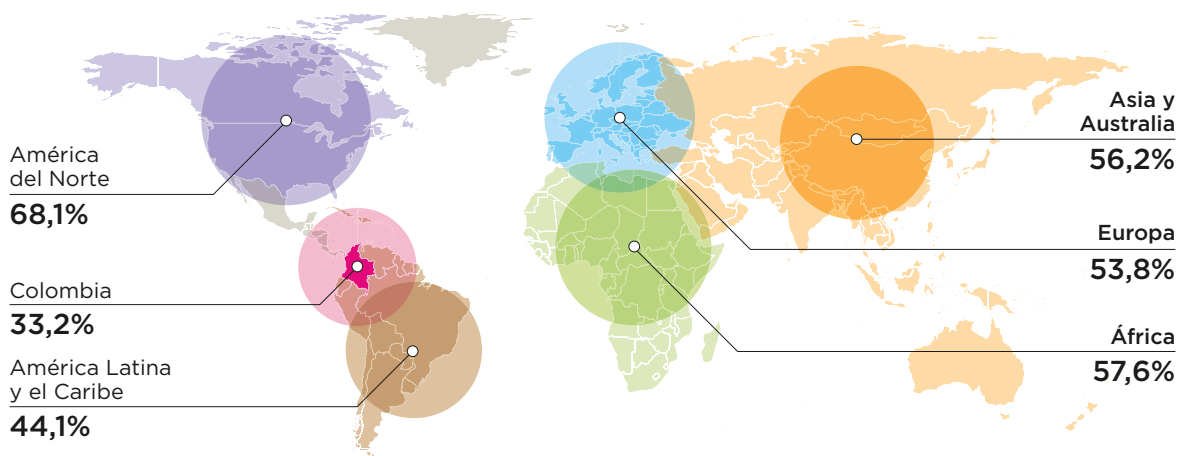 América
del Norte
68,1%
Colombia
33,2%
América Latina
y el Caribe
44,1%
Asia y
Australia
56,2%
Europa
53,8%
África
57,6%